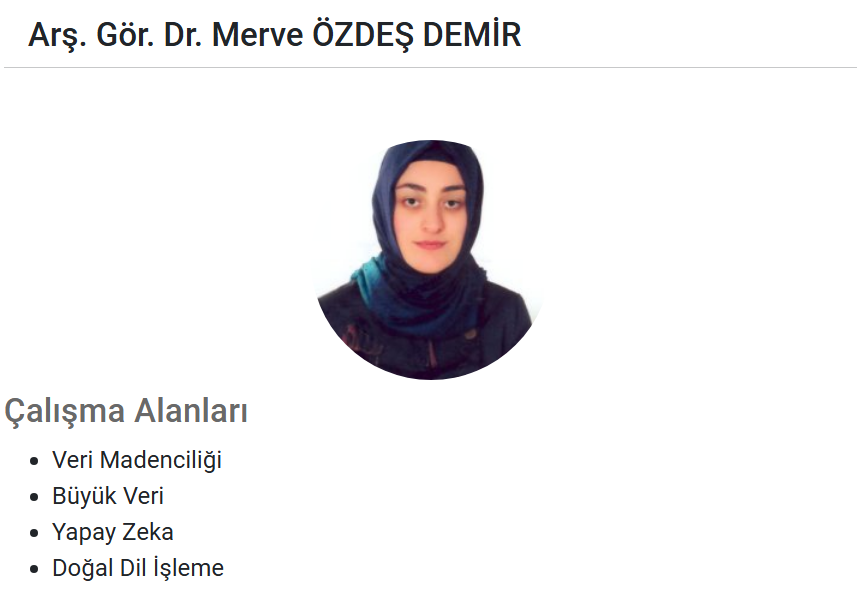 Arş. Gör. Dr. Merve ÖZDEŞ DEMİR
Çalışma Alanları
Veri Madenciliği
Büyük Veri
Yapay Zeka
Doğal Dil İşleme